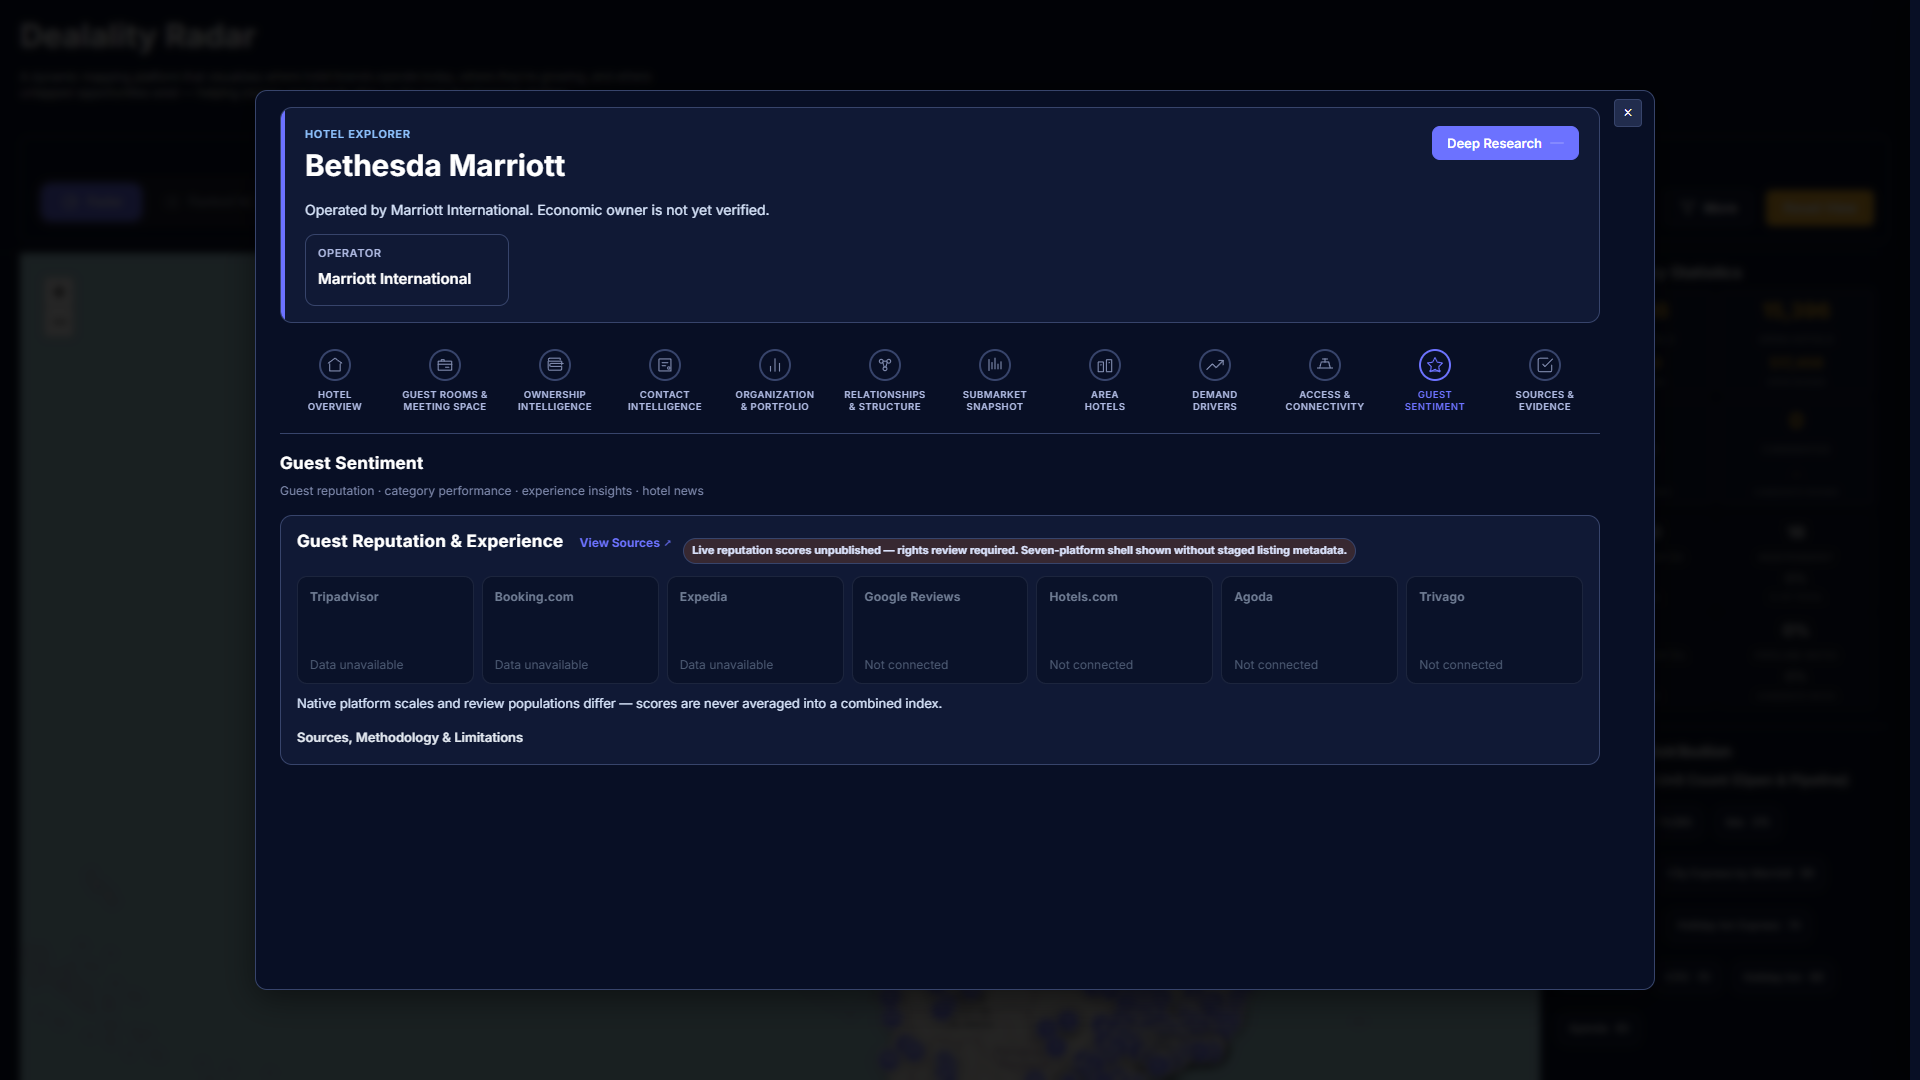 Deality Radar
×
HOTEL EXPLORER
Bethesda Marriott
Deep Research
Operated by Marriott International. Economic owner is not yet verified.
OPERATOR
Marriott International
HOTEL
OVERVIEW
GUEST ROOMS &
MEETING SPACE
OWNERSHIP
INTELLIGENCE
CONTACT
INTELLIGENCE
ORGANIZATION
& PORTFOLIO
RELATIONSHIPS
& STRUCTURE
SUBMARKET
SNAPSHOT
AREA
HOTELS
DEMAND
DRIVERS
ACCESS &
CONNECTIVITY
GUEST
SENTIMENT
SOURCES &
EVIDENCE
Guest Sentiment
Guest reputation · category performance · experience insights · hotel news
Guest Reputation & Experience
View Sources ↗
Live reputation scores unpublished — rights review required. Seven-platform shell shown without staged listing metadata.
Tripadvisor
Data unavailable
Booking.com
Data unavailable
Expedia
Data unavailable
Google Reviews
Not connected
Hotels.com
Not connected
Agoda
Not connected
Trivago
Not connected
Native platform scales and review populations differ — scores are never averaged into a combined index.
Sources, Methodology & Limitations